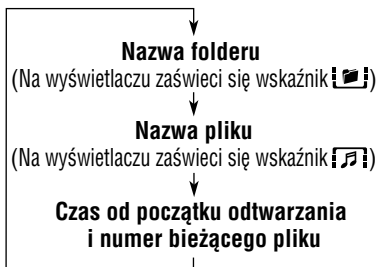 Nazwa folderu
(Na wyświetlaczu zaświeci się wskaźnik)
Nazwa pliku
(Na wyświetlaczu zaświeci się wskaźnik)
Czas od początku odtwarzania
i numer bieżącego pliku